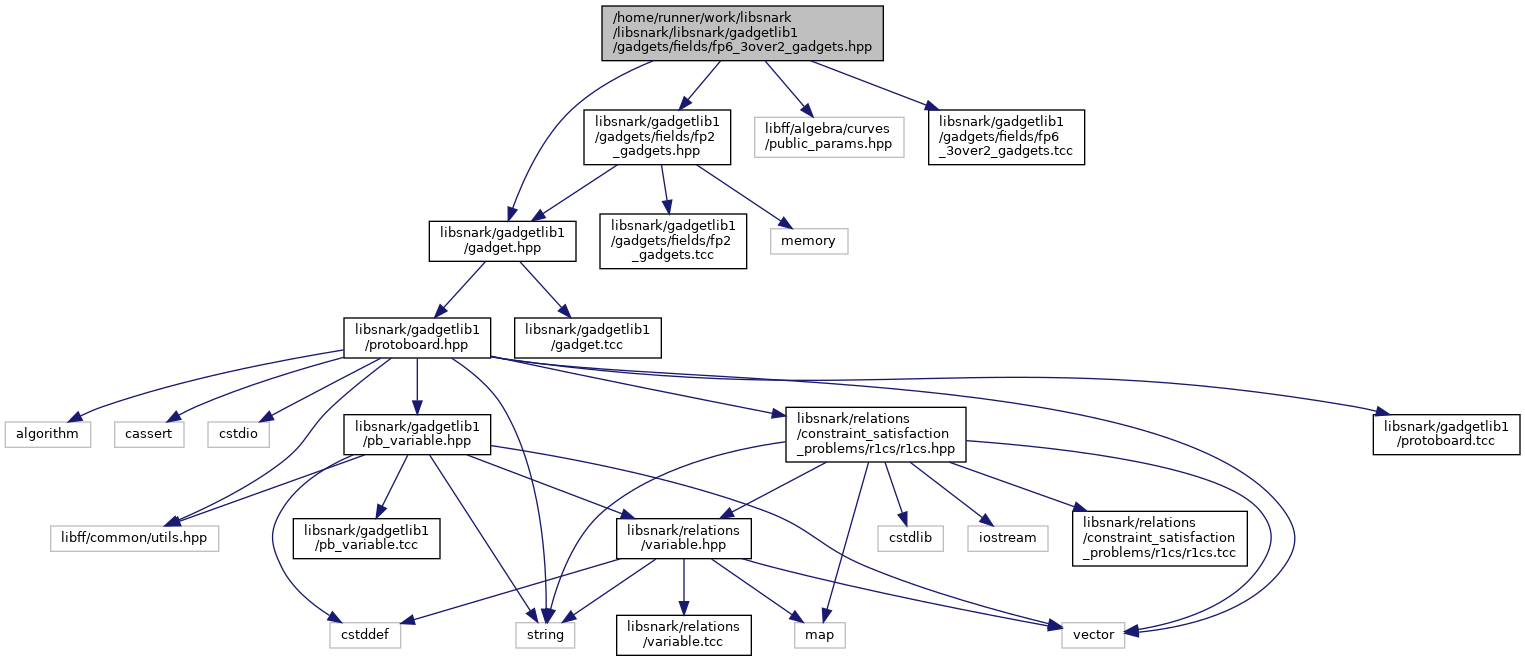 /home/runner/work/libsnark
/libsnark/libsnark/gadgetlib1
/gadgets/fields/fp6_3over2_gadgets.hpp
libsnark/gadgetlib1
/gadgets/fields/fp2
_gadgets.hpp
libff/algebra/curves
/public_params.hpp
libsnark/gadgetlib1
/gadgets/fields/fp6
_3over2_gadgets.tcc
libsnark/gadgetlib1
/gadget.hpp
libsnark/gadgetlib1
/gadgets/fields/fp2
_gadgets.tcc
memory
libsnark/gadgetlib1
/protoboard.hpp
libsnark/gadgetlib1
/gadget.tcc
algorithm
cassert
cstdio
libsnark/gadgetlib1
/pb_variable.hpp
libsnark/relations
/constraint_satisfaction
_problems/r1cs/r1cs.hpp
libsnark/gadgetlib1
/protoboard.tcc
libff/common/utils.hpp
libsnark/gadgetlib1
/pb_variable.tcc
libsnark/relations
/variable.hpp
cstdlib
iostream
libsnark/relations
/constraint_satisfaction
_problems/r1cs/r1cs.tcc
cstddef
string
libsnark/relations
/variable.tcc
map
vector